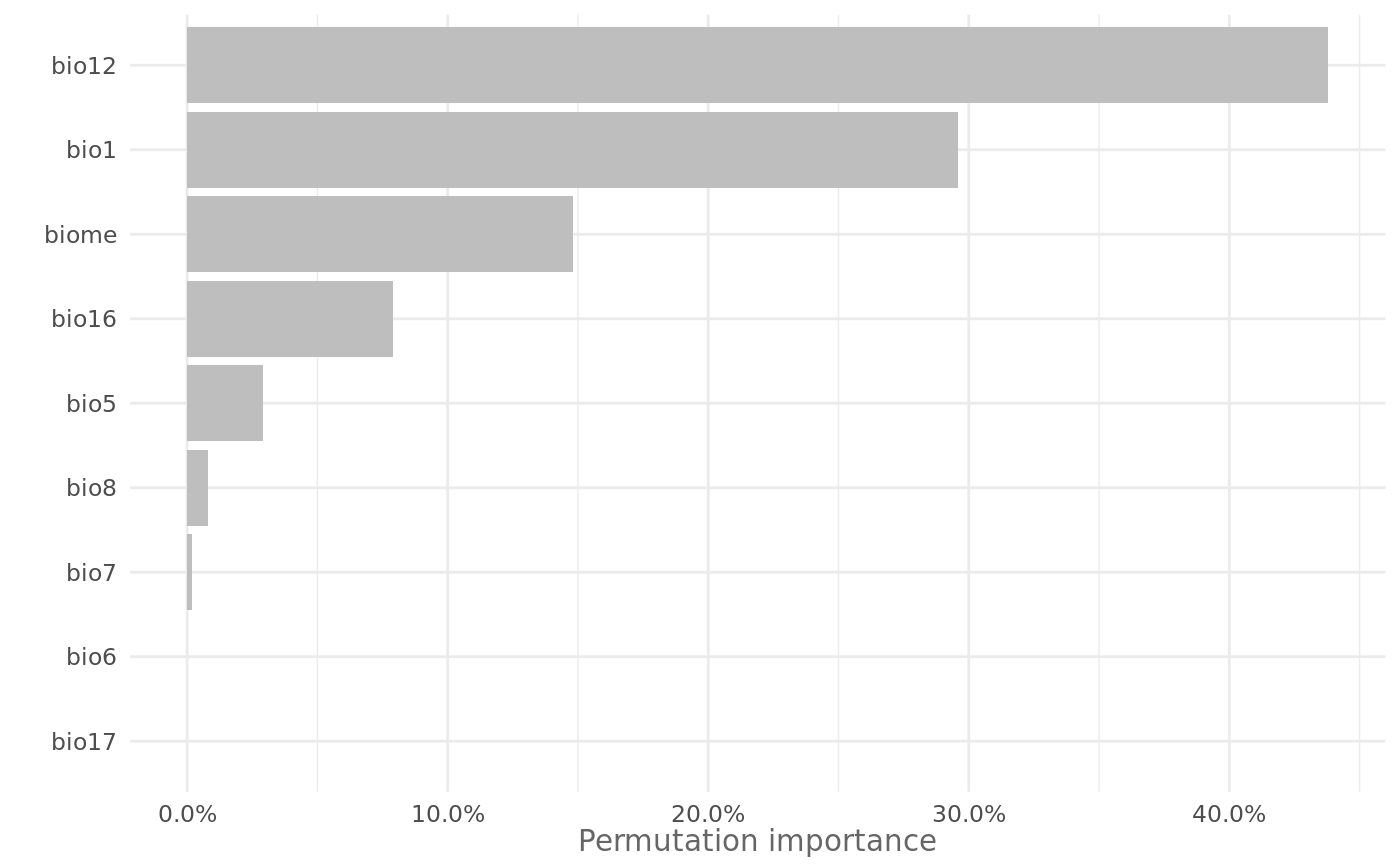 bio12
bio1
biome
bio16
bio5
bio8
bio7
bio6
bio17
0.0% 10.0% 20.0% 30.0% 40.0%
Permutation importance